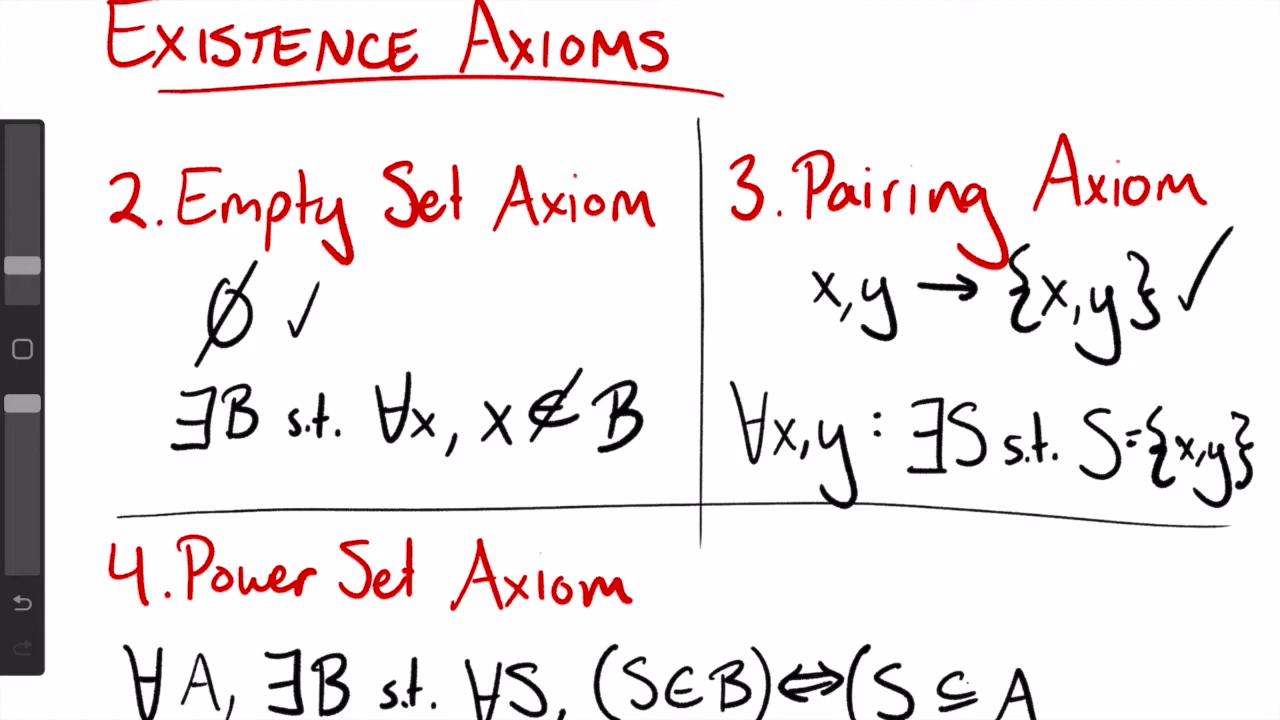 EXISTENCE AXIOMS
2. Empty Set Axiom
∅ ✓
∃B s.t. ∀x, x ∉ B
3. Pairing Axiom
x,y → {x,y} ✓
∀x,y : ∃S s.t. S={x,y}
4. Power Set Axiom
∀A, ∃B s.t. ∀S, (S∈B)⇔(S ⊆ A